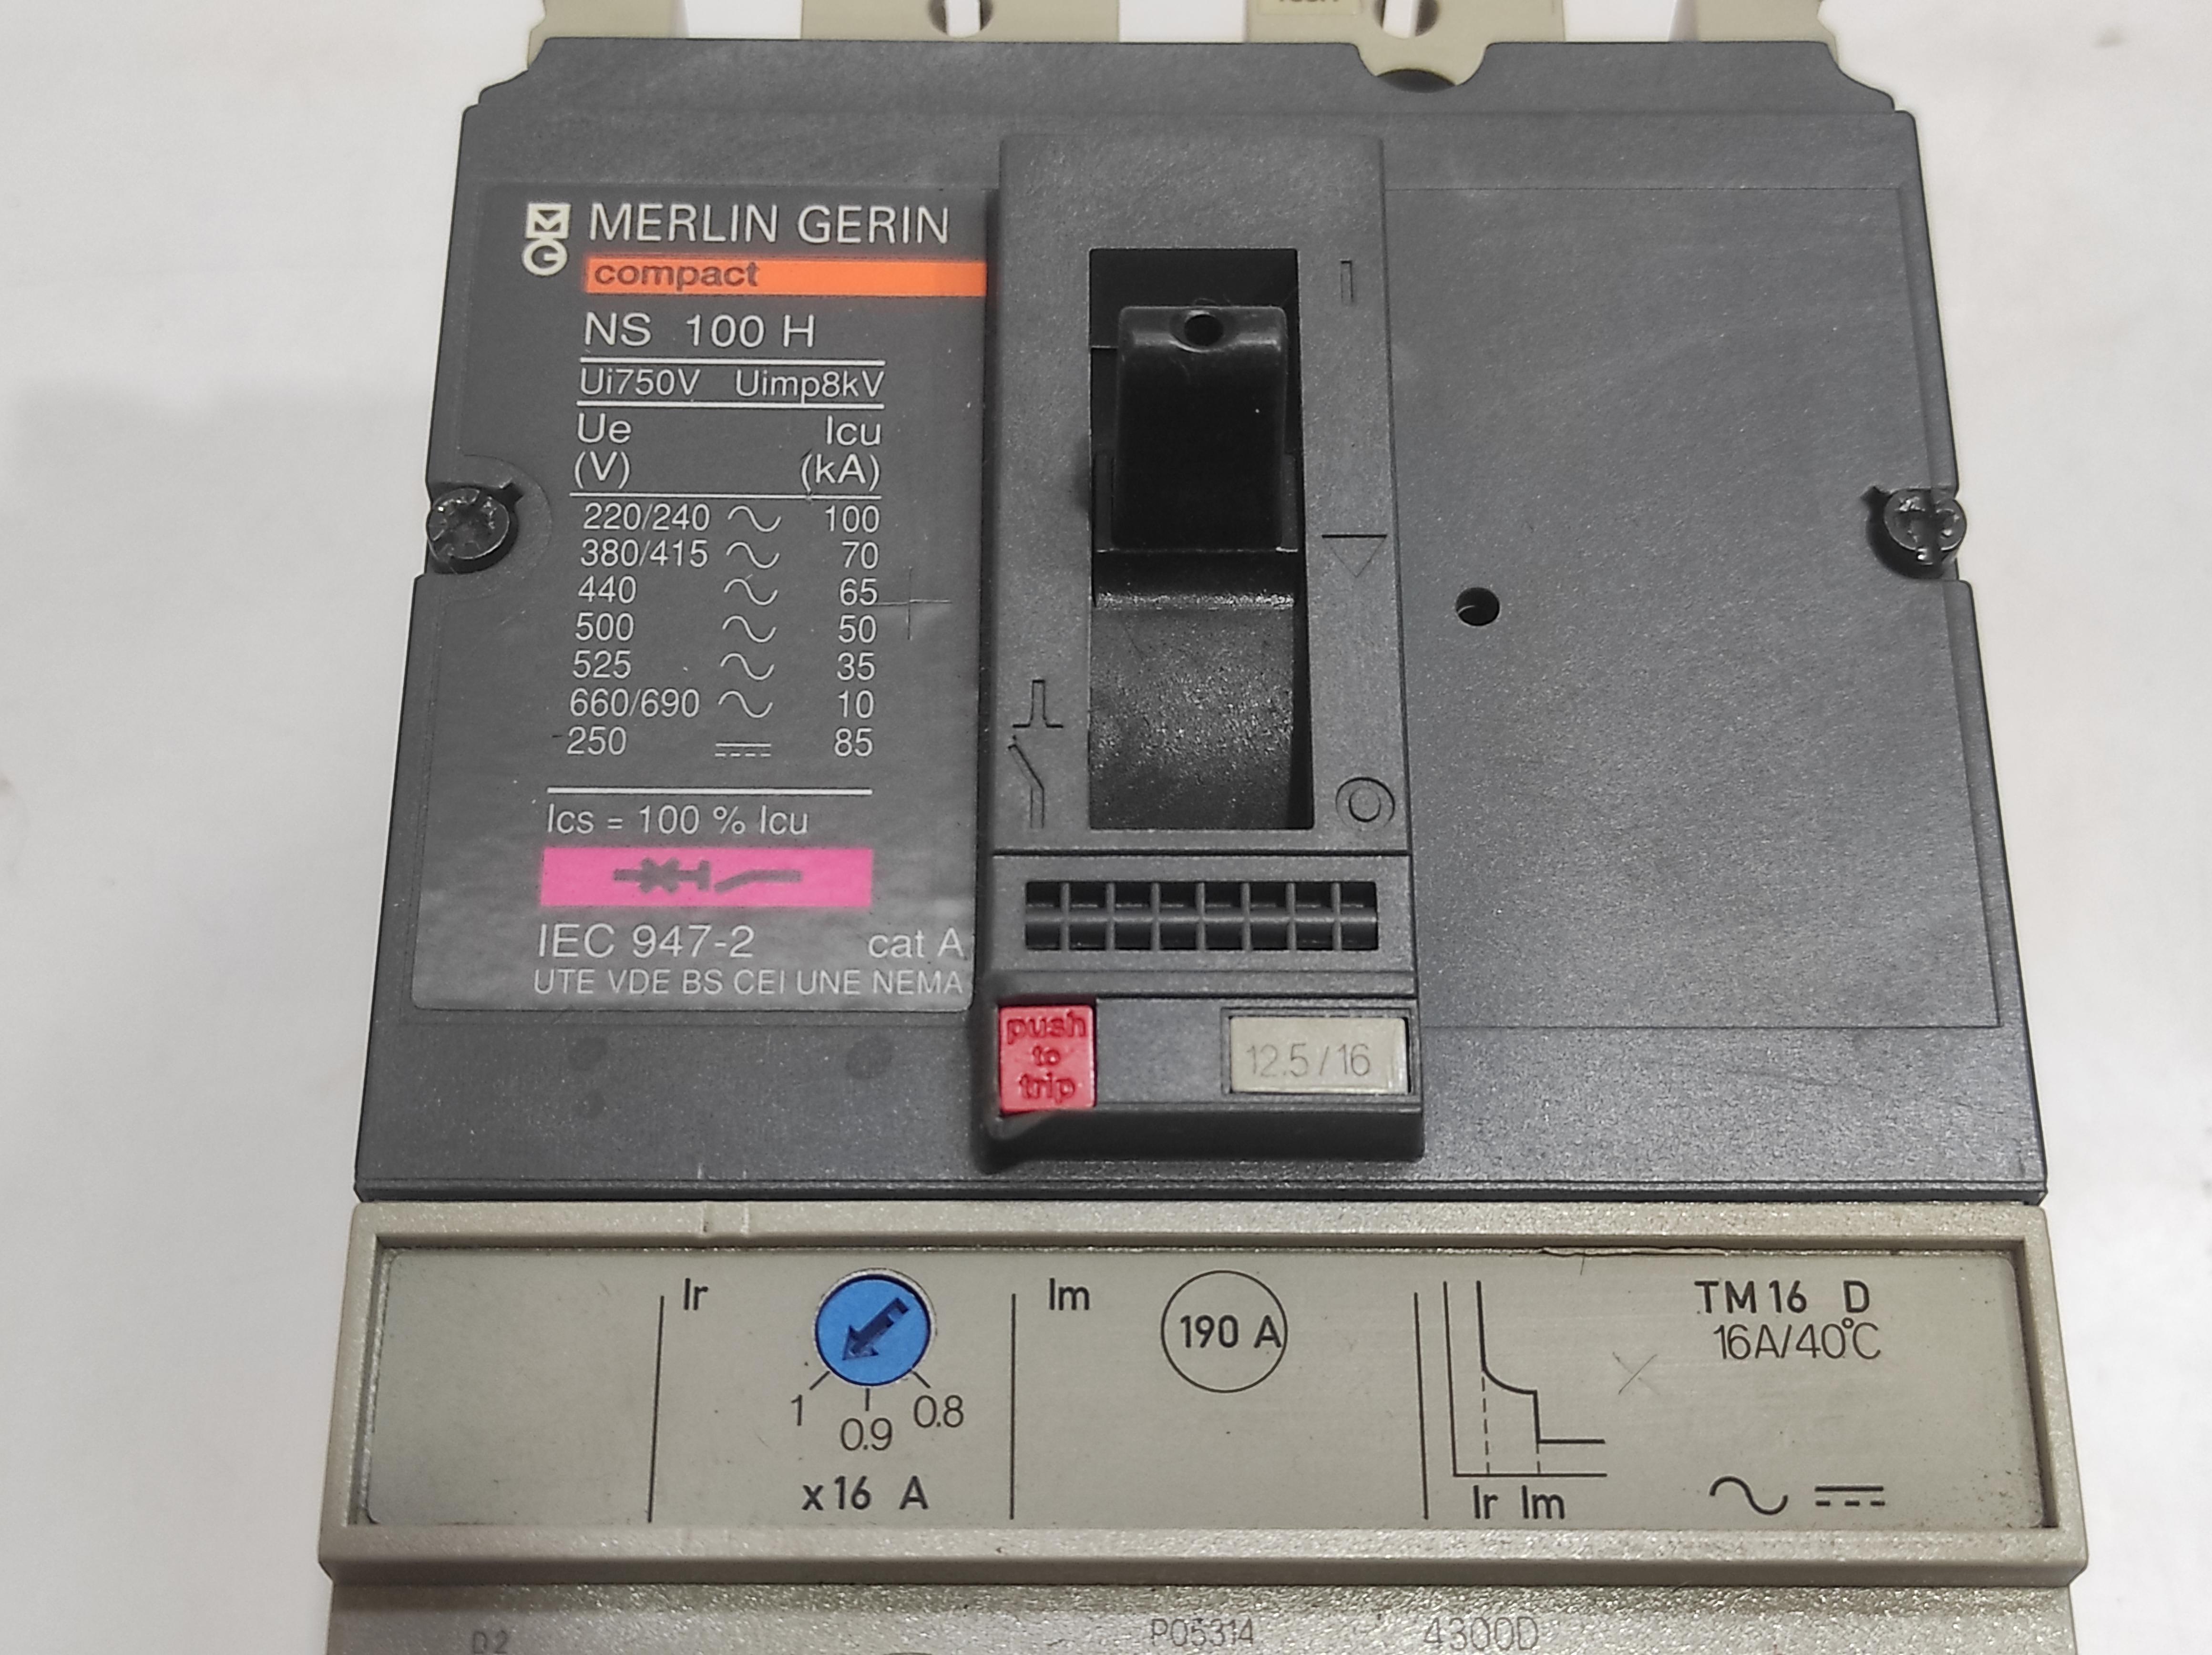 MERLIN GERIN
compact
NS 100 H
Ui750V Uimp8kV
Ue Icu
(V) (kA)
220/240 100
380/415 70
440 65
500 50
525 35
660/690 10
250 85
Ics = 100 % Icu
IEC 947-2 cat A
UTE VDE BS CEI UNE NEMA
I
O
push
to
trip
12.5/16
Ir
1
0.9
0.8
x16 A
Im
190 A
Ir Im
TM16 D
16A/40°C
D2
P05314
4300D